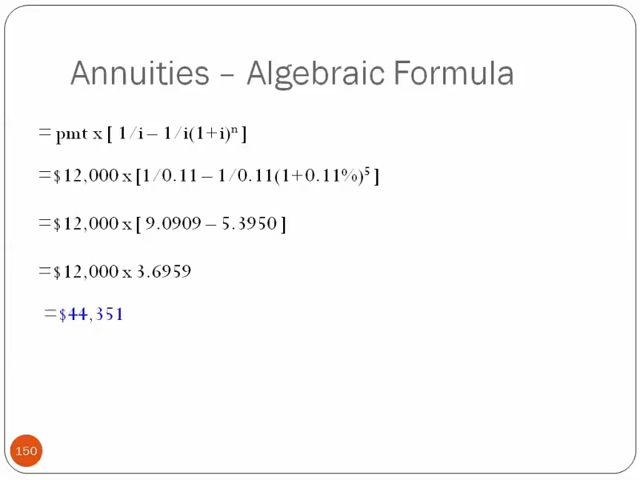 Annuities – Algebraic Formula
= pmt x [ 1/i – 1/i(1+i)ⁿ ]
=$12,000 x [1/0.11 – 1/0.11(1+0.11%)⁵ ]
=$12,000 x [ 9.0909 – 5.3950 ]
=$12,000 x 3.6959
=$44,351
150